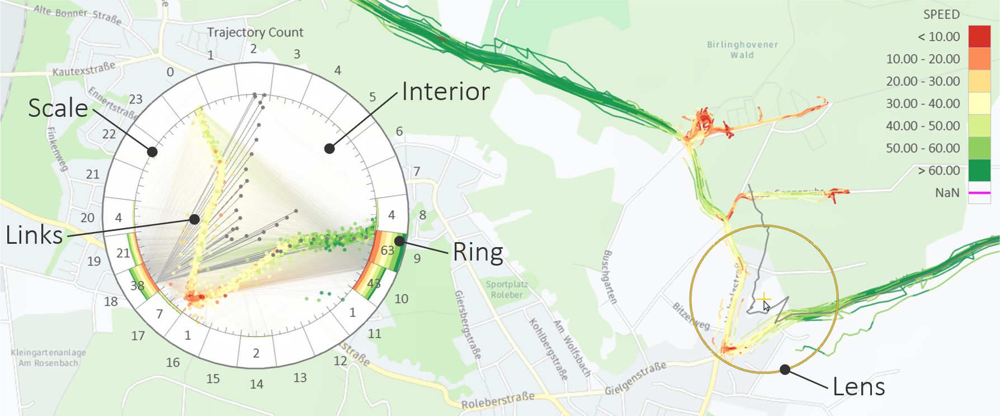 Alte Bonner Straße
Kautexstraße
Ennertstraße
Finkenweg
Kleingartenanlage
Am Rosenbach
Trajectory Count
0
1
2
3
4
5
6
7
8
9
10
11
12
13
14
15
16
17
18
19
20
21
22
23
4
63
43
1
2
1
7
38
21
4
Scale
Interior
Links
Ring
Lens
Birlinghovener
Wald
SPEED
< 10.00
10.00 - 20.00
20.00 - 30.00
30.00 - 40.00
40.00 - 50.00
50.00 - 60.00
> 60.00
NaN
Buschgarten
Sportplatz
Roleber
Giersbergstraße
Kohlbergstraße
Am Wolfsbach
Bitzerweg
Gielgenstraße
Roleberstraße
straße